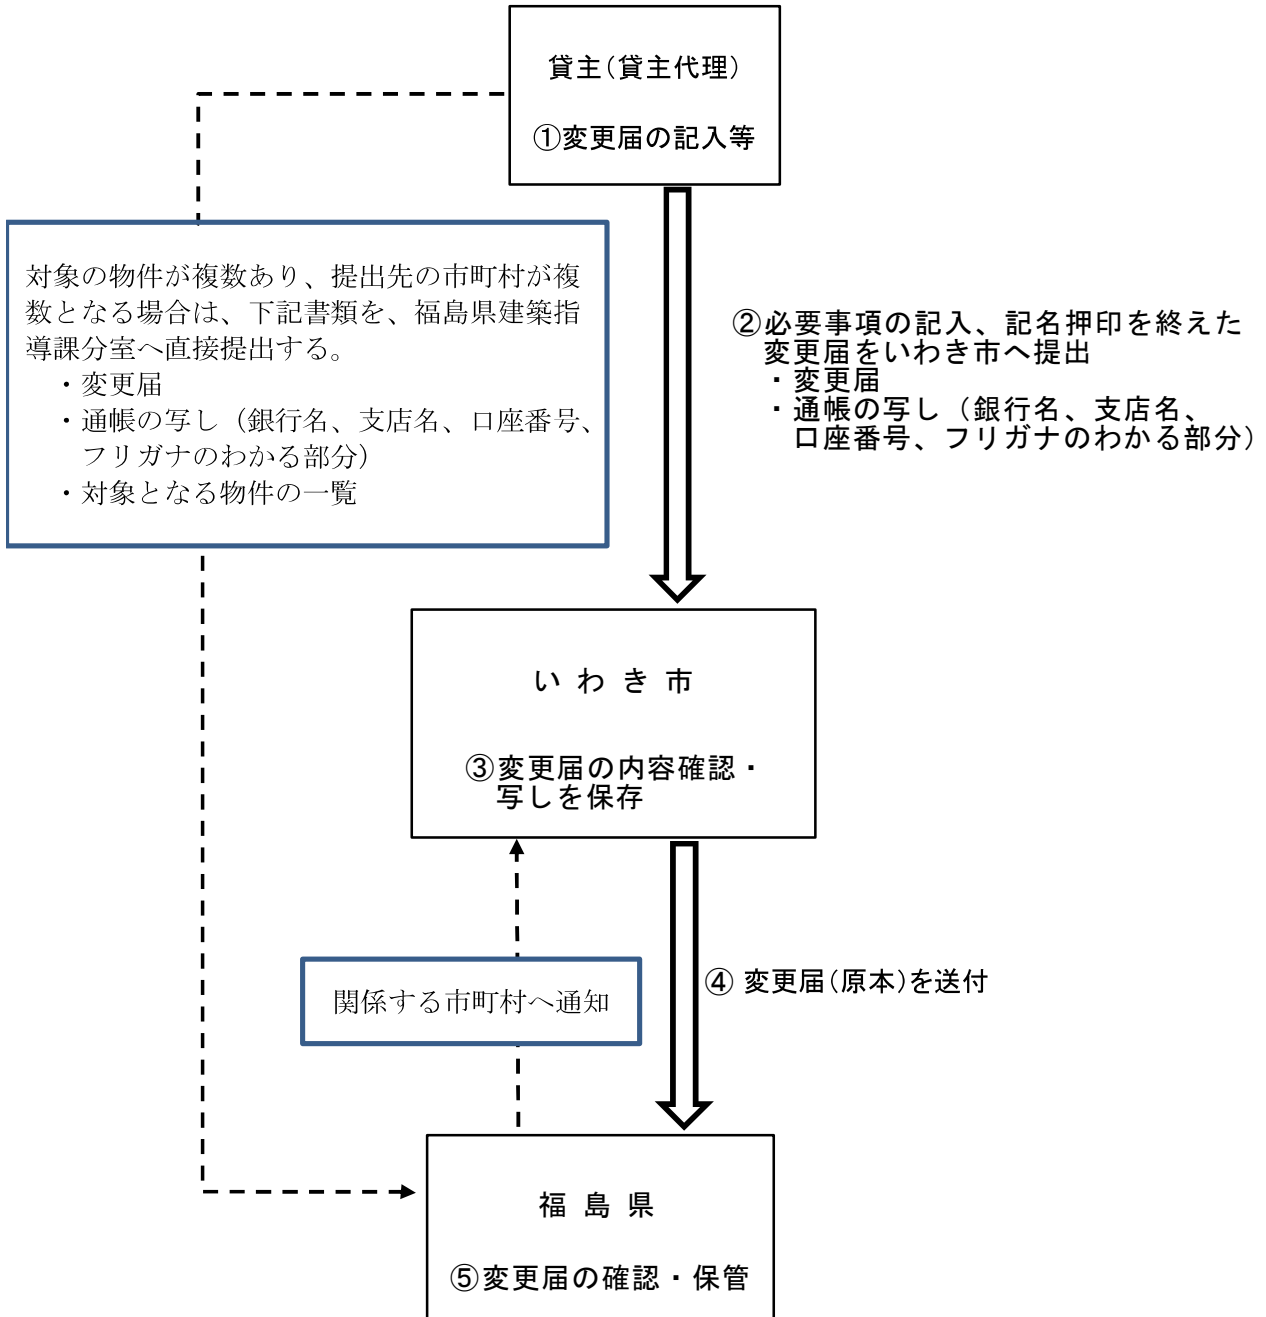 貸主(貸主代理)
①変更届の記入等
対象の物件が複数あり、提出先の市町村が複
数となる場合は、下記書類を、福島県建築指
導課分室へ直接提出する。
・変更届
・通帳の写し（銀行名、支店名、口座番号、
フリガナのわかる部分）
・対象となる物件の一覧
②必要事項の記入、記名押印を終えた
変更届をいわき市へ提出
・変更届
・通帳の写し（銀行名、支店名、
口座番号、フリガナのわかる部分）
いわき市
③変更届の内容確認・
写しを保存
関係する市町村へ通知
④ 変更届(原本)を送付
福島県
⑤変更届の確認・保管